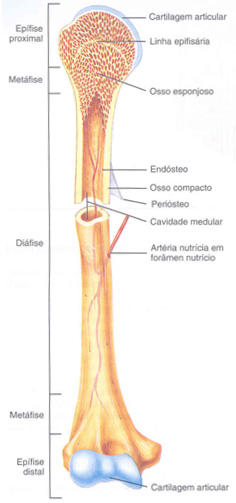 Cartilagem articular
Epífise
proximal
Linha epifisária
Metáfise
Osso esponjoso
Endósteo
Osso compacto
Periósteo
Cavidade medular
Diáfise
Artéria nutrícia em
forâmen nutrício
Metáfise
Epífise
distal
Cartilagem articular